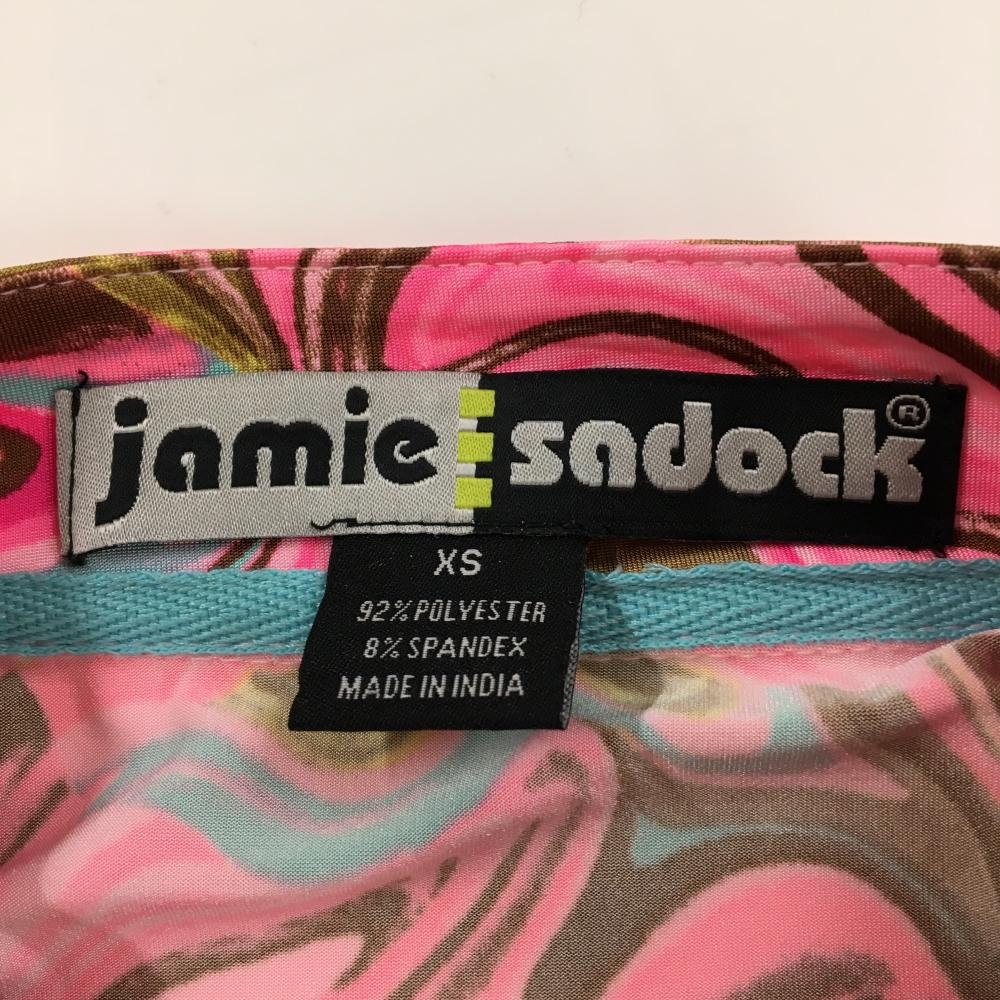 jamie sadock®
XS
92% POLYESTER
8% SPANDEX
MADE IN INDIA